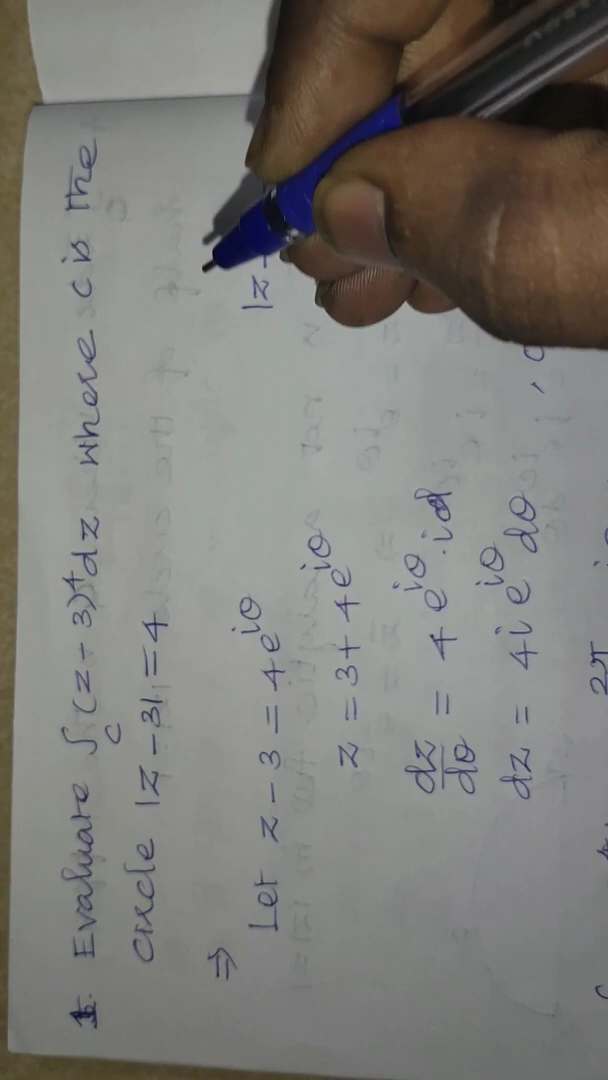 1. Evaluate ∫ (z-3)⁴ dz where c is the
c
circle |z-3| = 4
⇒
Let z-3 = 4e^{iθ} |z-
z = 3+4e^{iθ}
dz/dθ = 4 e^{iθ}.i
dz = 4i e^{iθ} dθ ,
2π